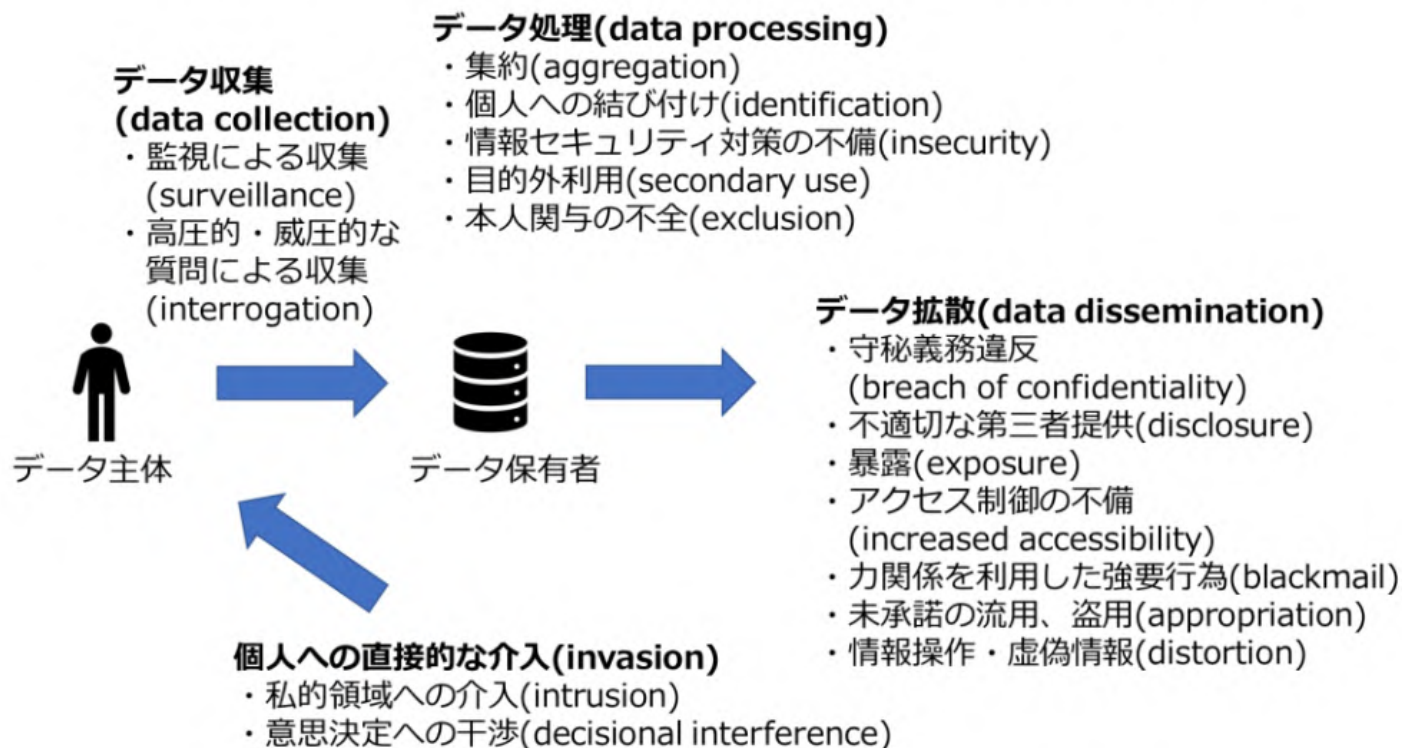 データ処理(data processing)
・集約(aggregation)
・個人への結び付け(identification)
・情報セキュリティ対策の不備(insecurity)
・目的外利用(secondary use)
・本人関与の不全(exclusion)
データ収集
(data collection)
・監視による収集
(surveillance)
・高圧的・威圧的な
質問による収集
(interrogation)
データ主体
データ保有者
データ拡散(data dissemination)
・守秘義務違反
(breach of confidentiality)
・不適切な第三者提供(disclosure)
・暴露(exposure)
・アクセス制御の不備
(increased accessibility)
・力関係を利用した強要行為(blackmail)
・未承諾の流用、盗用(appropriation)
・情報操作・虚偽情報(distortion)
個人への直接的な介入(invasion)
・私的領域への介入(intrusion)
・意思決定への干渉(decisional interference)